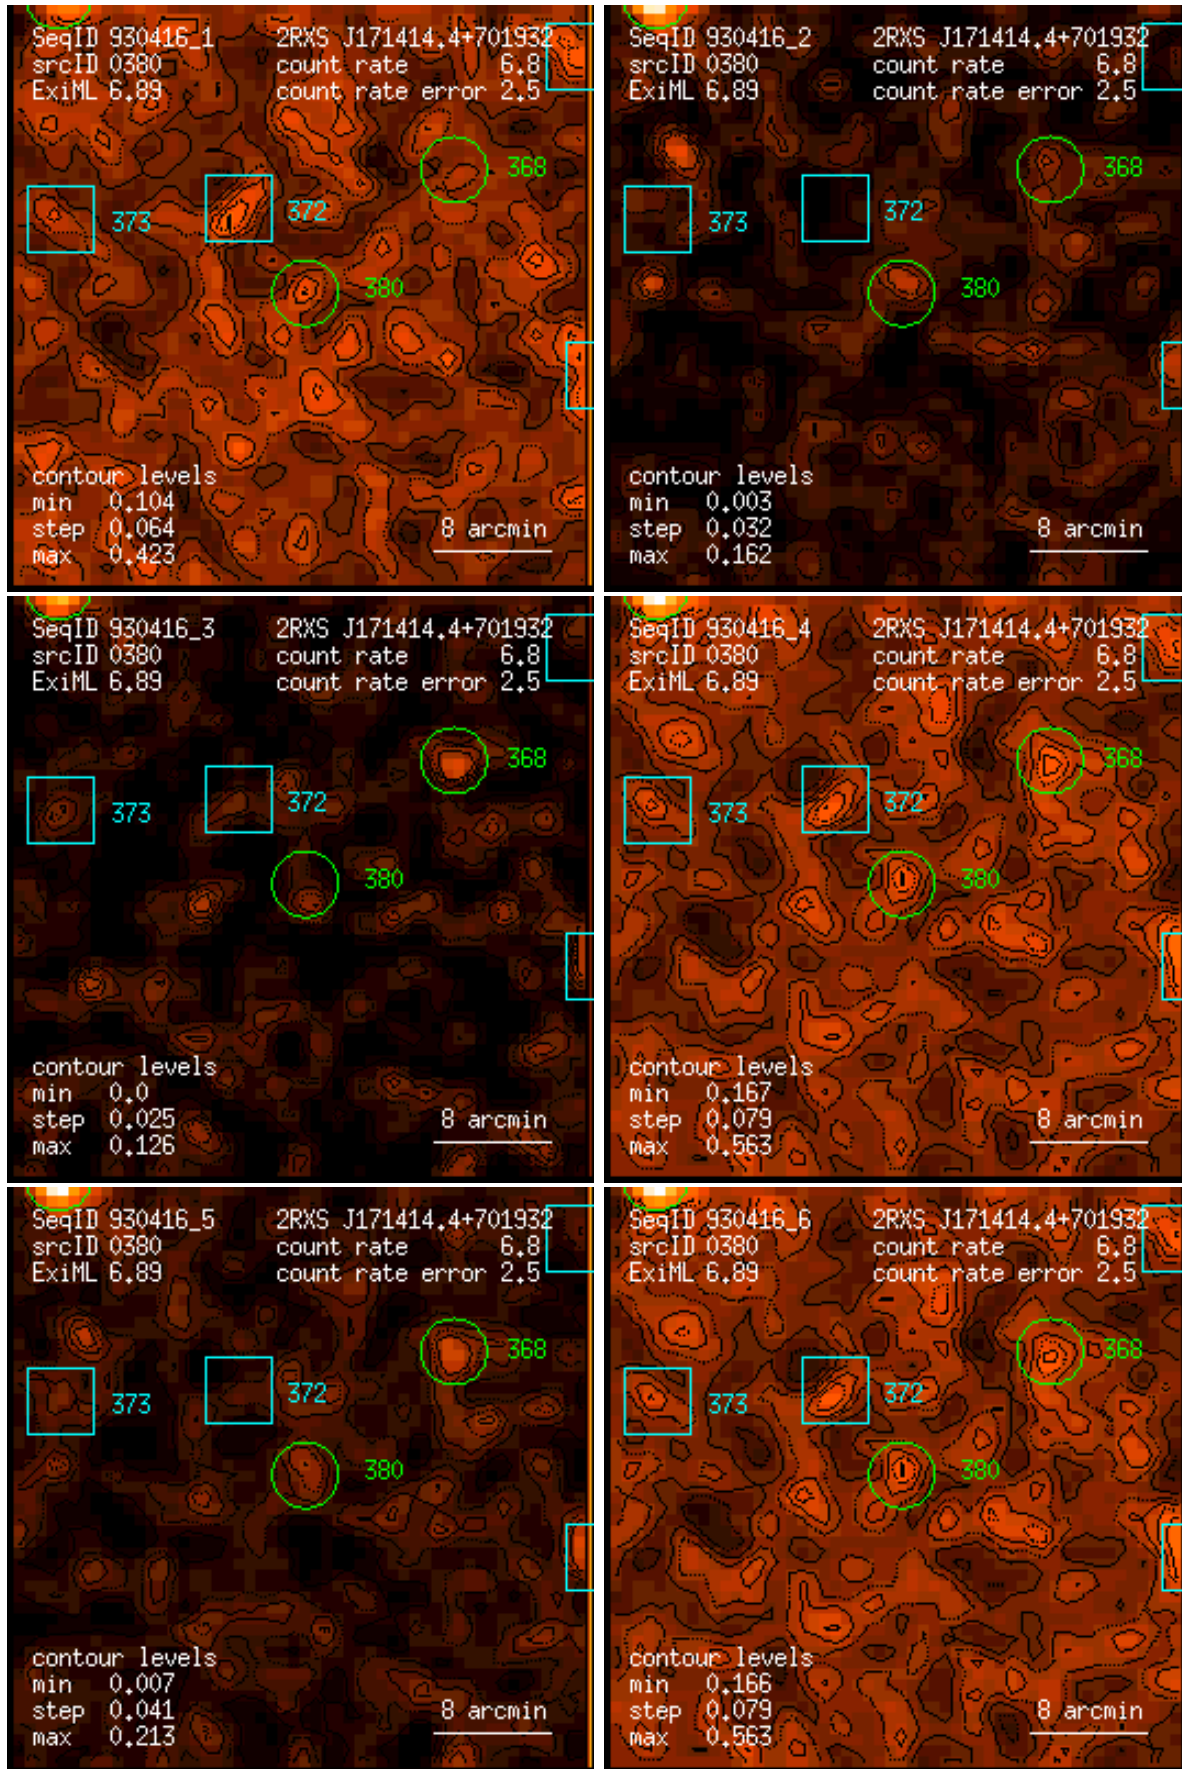 SeqID 930416_1 2RXS J171414.4+701932
srcID 0380 count rate 6.8
ExiML 6.89 count rate error 2.5
368
373 372
380
contour levels
min 0.104
step 0.064 8 arcmin
max 0.423
SeqID 930416_2 2RXS J171414.4+701932
srcID 0380 count rate 6.8
ExiML 6.89 count rate error 2.5
368
373 372
380
contour levels
min 0.003
step 0.032 8 arcmin
max 0.162
SeqID 930416_3 2RXS J171414.4+701932
srcID 0380 count rate 6.8
ExiML 6.89 count rate error 2.5
368
373 372
380
contour levels
min 0.0
step 0.025 8 arcmin
max 0.126
SeqID 930416_4 2RXS J171414.4+701932
srcID 0380 count rate 6.8
ExiML 6.89 count rate error 2.5
368
373 372
380
contour levels
min 0.167
step 0.079 8 arcmin
max 0.563
SeqID 930416_5 2RXS J171414.4+701932
srcID 0380 count rate 6.8
ExiML 6.89 count rate error 2.5
368
373 372
380
contour levels
min 0.007
step 0.041 8 arcmin
max 0.213
SeqID 930416_6 2RXS J171414.4+701932
srcID 0380 count rate 6.8
ExiML 6.89 count rate error 2.5
368
373 372
380
contour levels
min 0.166
step 0.079 8 arcmin
max 0.563